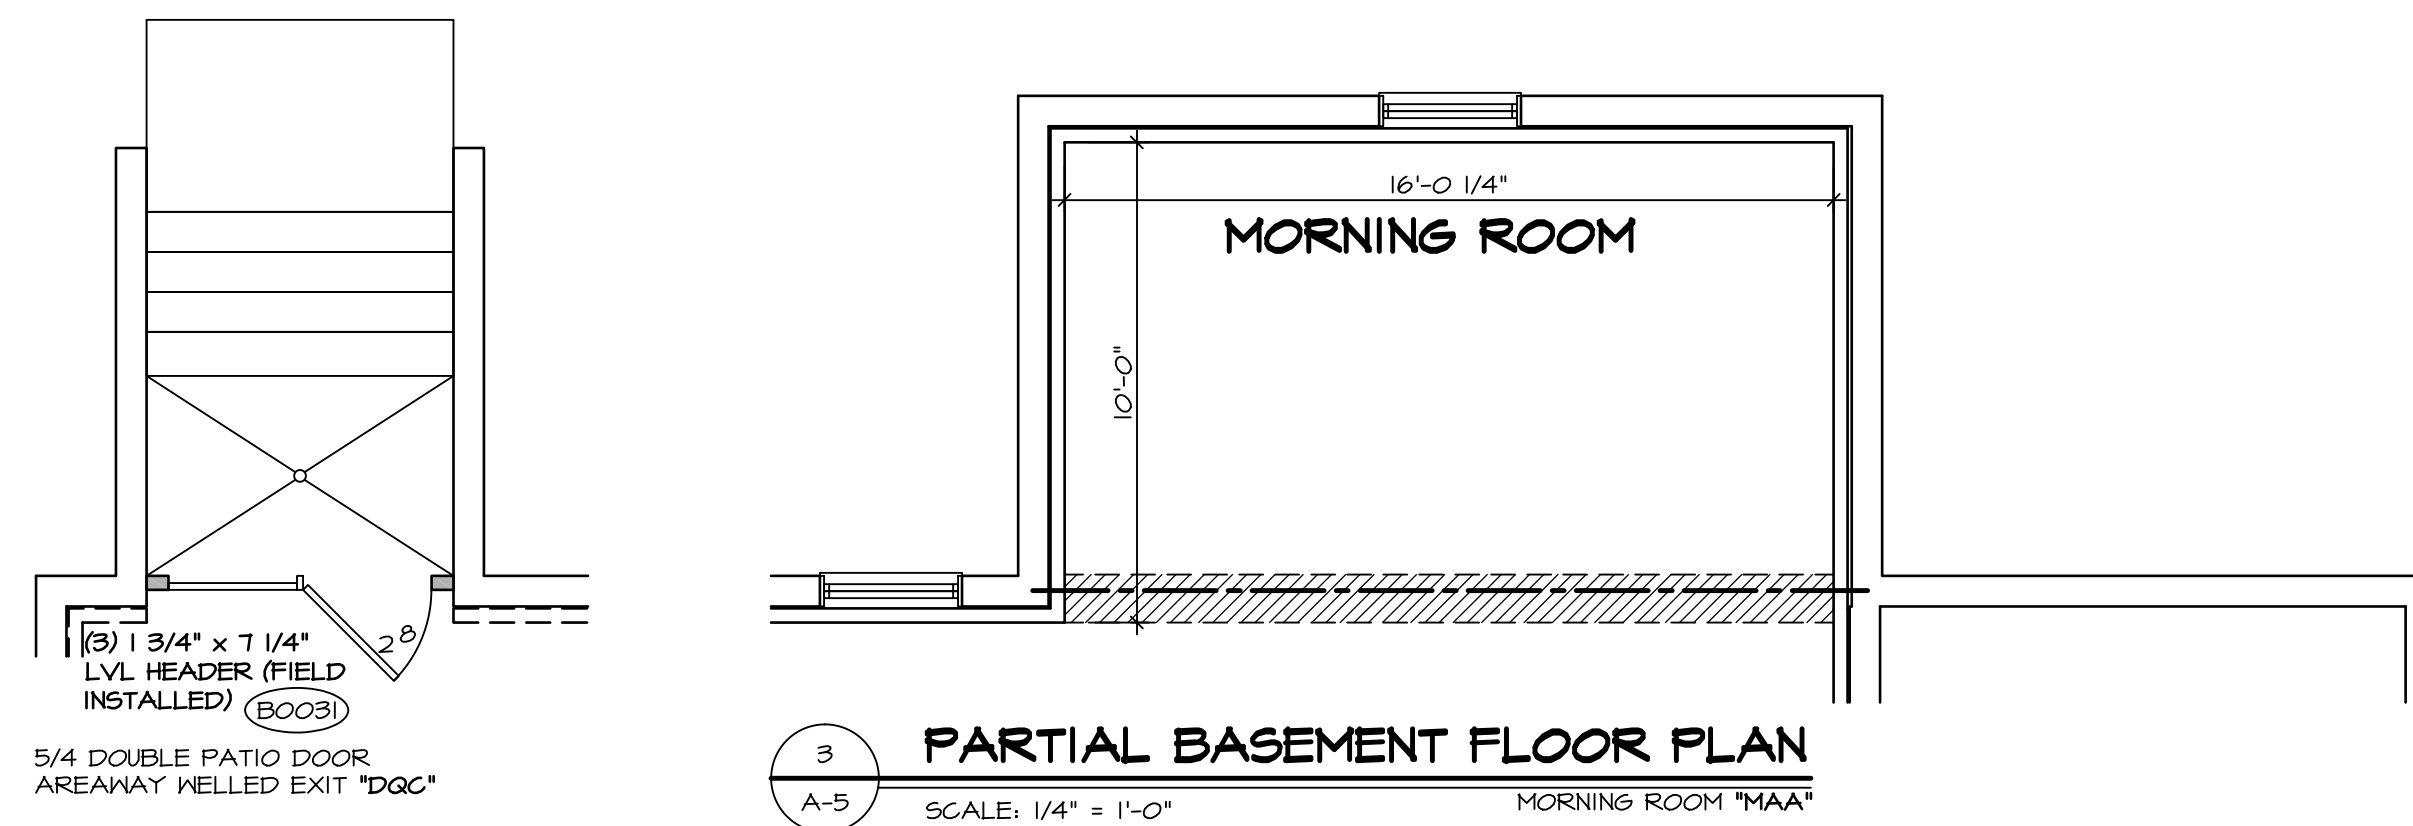 (3) 1 3/4" x 7 1/4"
LVL HEADER (FIELD
INSTALLED)
B0031
28
5/4 DOUBLE PATIO DOOR
AREAWAY WELLED EXIT "DQC"
16'-0 1/4"
MORNING ROOM
10'-0"
3
A-5
PARTIAL BASEMENT FLOOR PLAN
SCALE: 1/4" = 1'-0"
MORNING ROOM "MAA"